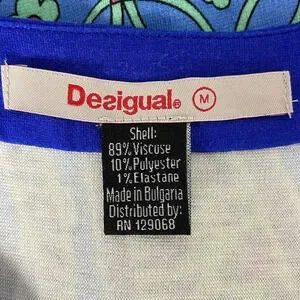 Desigual® M
Shell:
89% Viscose
10% Polyester
1% Elastane
Made in Bulgaria
Distributed by:
RN 129068